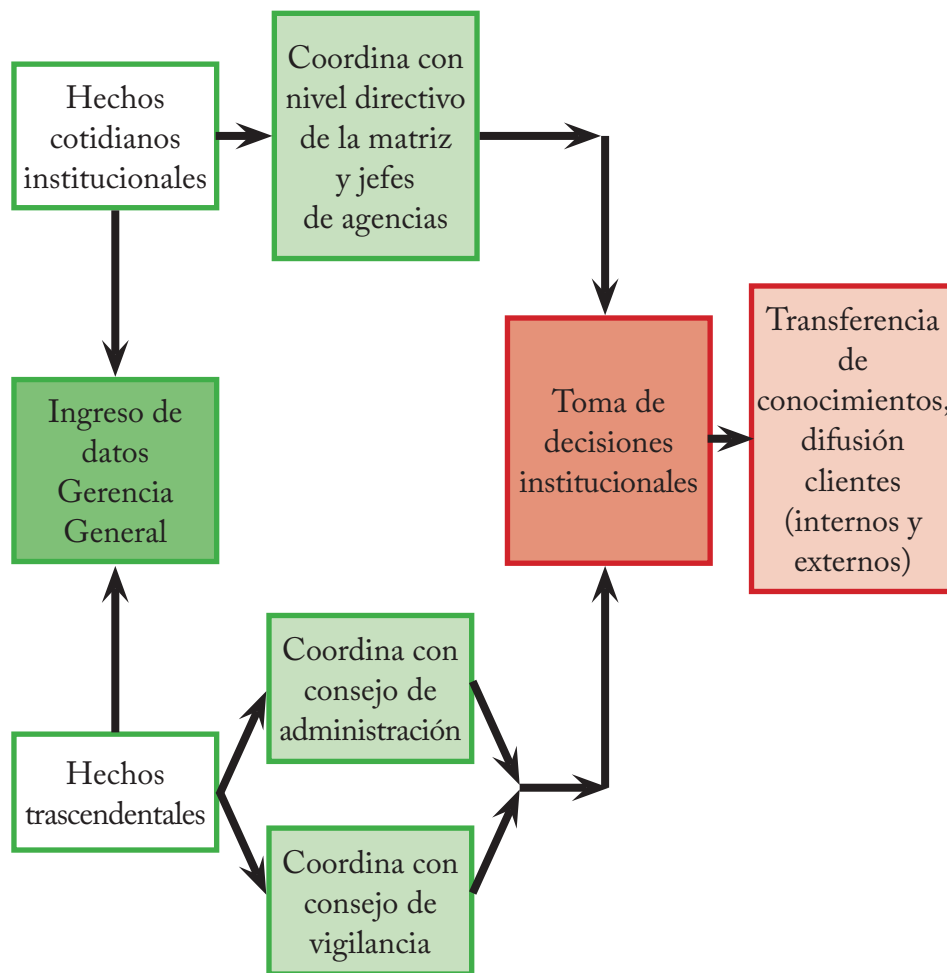 Hechos
cotidianos
institucionales
Coordina con
nivel directivo
de la matriz
y jefes
de agencias
Ingreso de
datos
Gerencia
General
Toma de
decisiones
institucionales
Transferencia
de
conocimientos,
difusión
clientes
(internos y
externos)
Hechos
trascendentales
Coordina con
consejo de
administración
Coordina con
consejo de
vigilancia